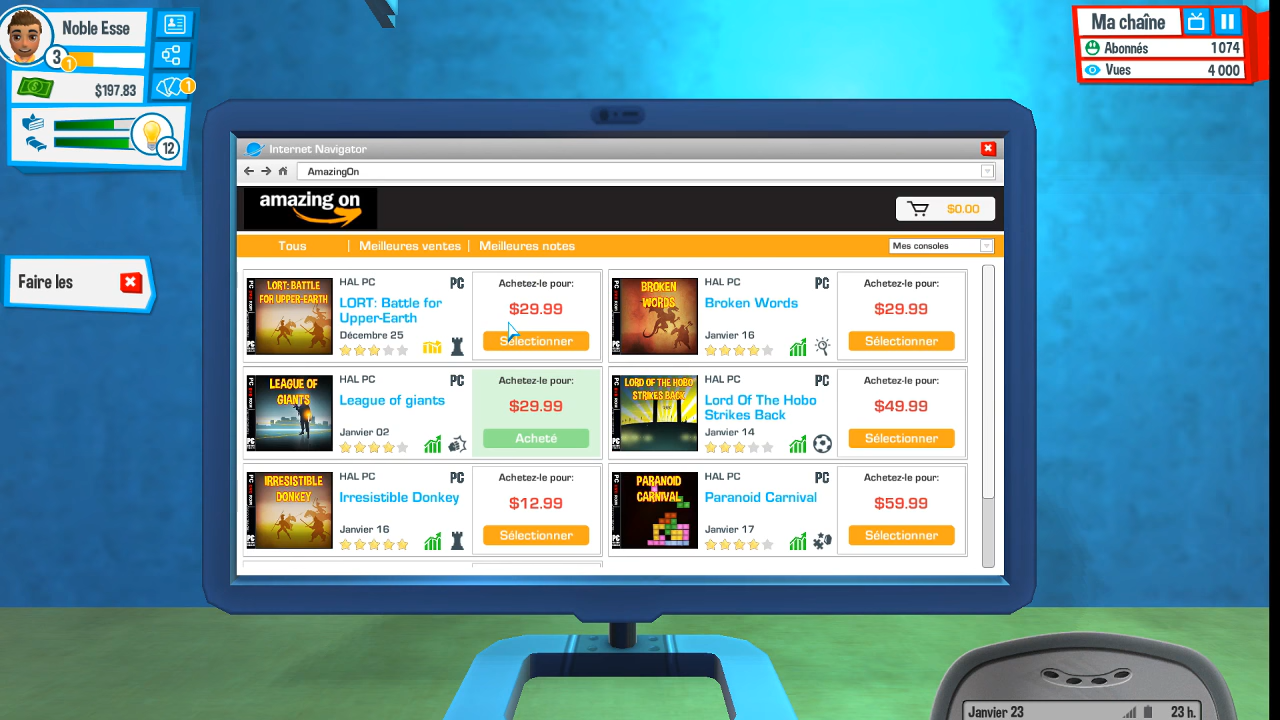 Noble Esse
3
1
$197.83
1
12
Ma chaîne
Abonnés 1 074
Vues 4 000
Faire les
Internet Navigator
AmazingOn
amazing on
$0.00
Tous | Meilleures ventes | Meilleures notes
Mes consoles
LORT: BATTLE
FOR UPPER-EARTH
HAL PC
PC
LORT: Battle for
Upper-Earth
Décembre 25
Achetez-le pour:
$29.99
Sélectionner
BROKEN
WORDS
HAL PC
PC
Broken Words
Janvier 16
Achetez-le pour:
$29.99
Sélectionner
LEAGUE OF
GIANTS
HAL PC
PC
League of giants
Janvier 02
Achetez-le pour:
$29.99
Acheté
LORD OF THE HOBO
STRIKES BACK
HAL PC
PC
Lord Of The Hobo
Strikes Back
Janvier 14
Achetez-le pour:
$49.99
Sélectionner
IRRESISTIBLE
DONKEY
HAL PC
PC
Irresistible Donkey
Janvier 16
Achetez-le pour:
$12.99
Sélectionner
PARANOID
CARNIVAL
HAL PC
PC
Paranoid Carnival
Janvier 17
Achetez-le pour:
$59.99
Sélectionner
Janvier 23
23 h.